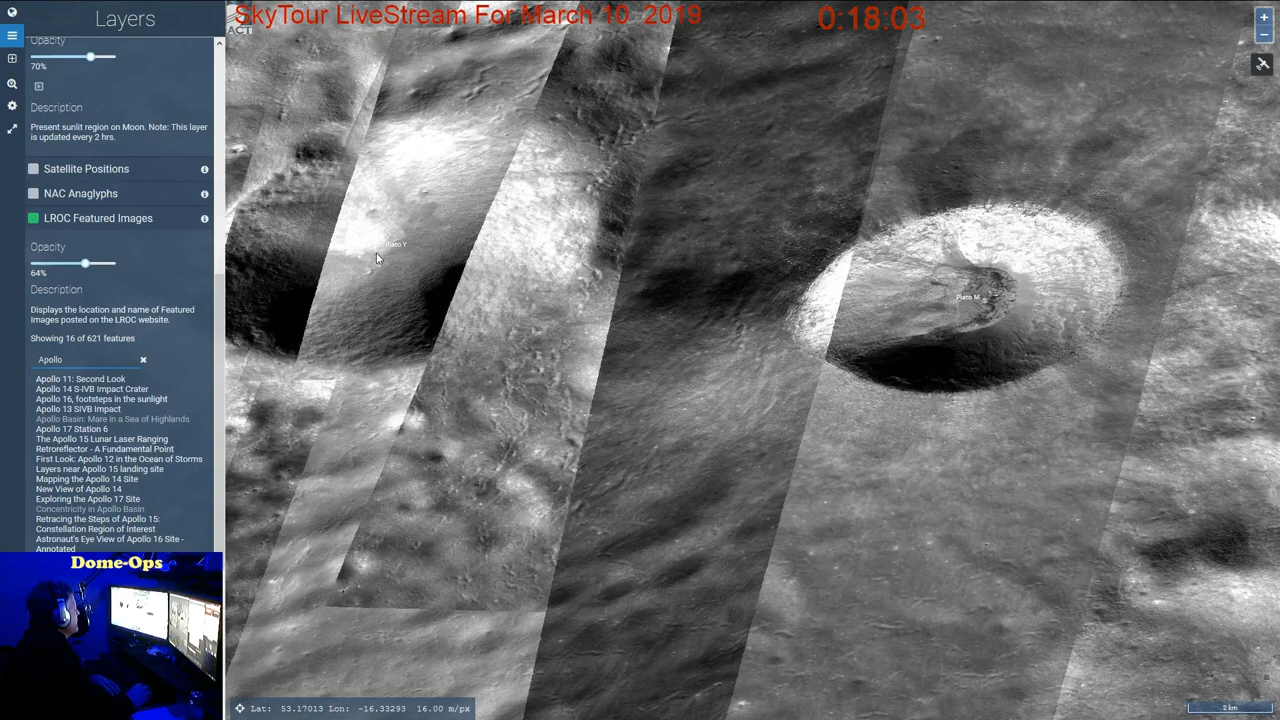 SkyTour LiveStream For March 10 2019
0:18:03
Layers
ACT
Opacity
70%
Description
Present sunlit region on Moon. Note: This layer
is updated every 2 hrs.
Satellite Positions
NAC Anaglyphs
LROC Featured Images
Opacity
64%
Description
Displays the location and name of Featured
Images posted on the LROC website.
Showing 16 of 621 features
Apollo
Apollo 11: Second Look
Apollo 14 S-IVB Impact Crater
Apollo 16, footsteps in the sunlight
Apollo 13 SIVB Impact
Apollo Basin: Mare in a Sea of Highlands
Apollo 17 Station 6
The Apollo 15 Lunar Laser Ranging
Retroreflector - A Fundamental Point
First Look: Apollo 12 in the Ocean of Storms
Layers near Apollo 15 landing site
Mapping the Apollo 14 Site
New View of Apollo 14
Exploring the Apollo 17 Site
Concentricity in Apollo Basin
Retracing the Steps of Apollo 15:
Constellation Region of Interest
Astronaut's Eye View of Apollo 16 Site -
Annotated
Plato Y
Plato M
Dome-Ops
Lat: 53.17013 Lon: -16.33293 16.00 m/px
2 km